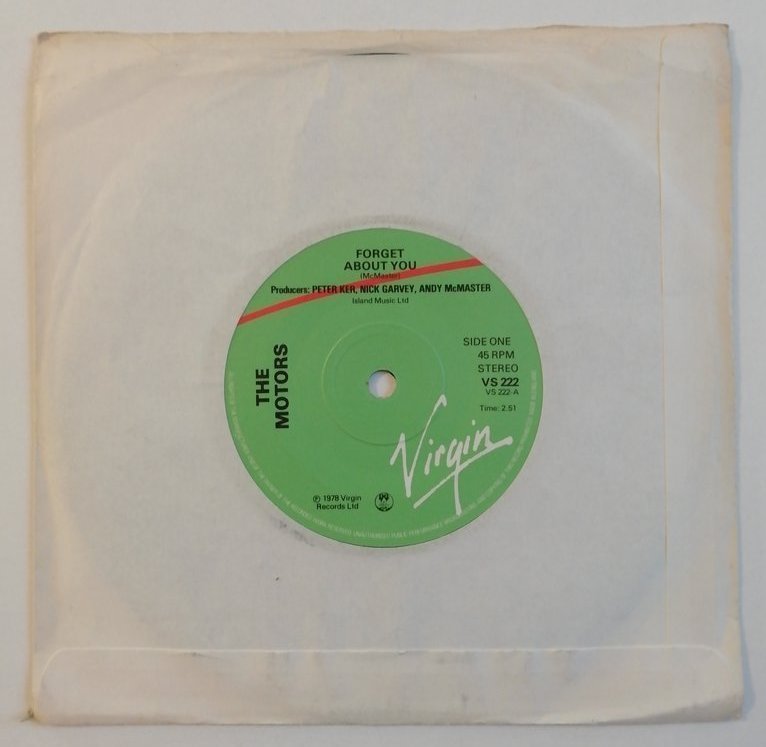 FORGET
ABOUT YOU
(McMaster)
Producers: PETER KER, NICK GARVEY, ANDY McMASTER
Island Music Ltd
THE
MOTORS
SIDE ONE
45 RPM
STEREO
VS 222
VS 222-A
Time: 2.51
Virgin
℗ 1978 Virgin
Records Ltd